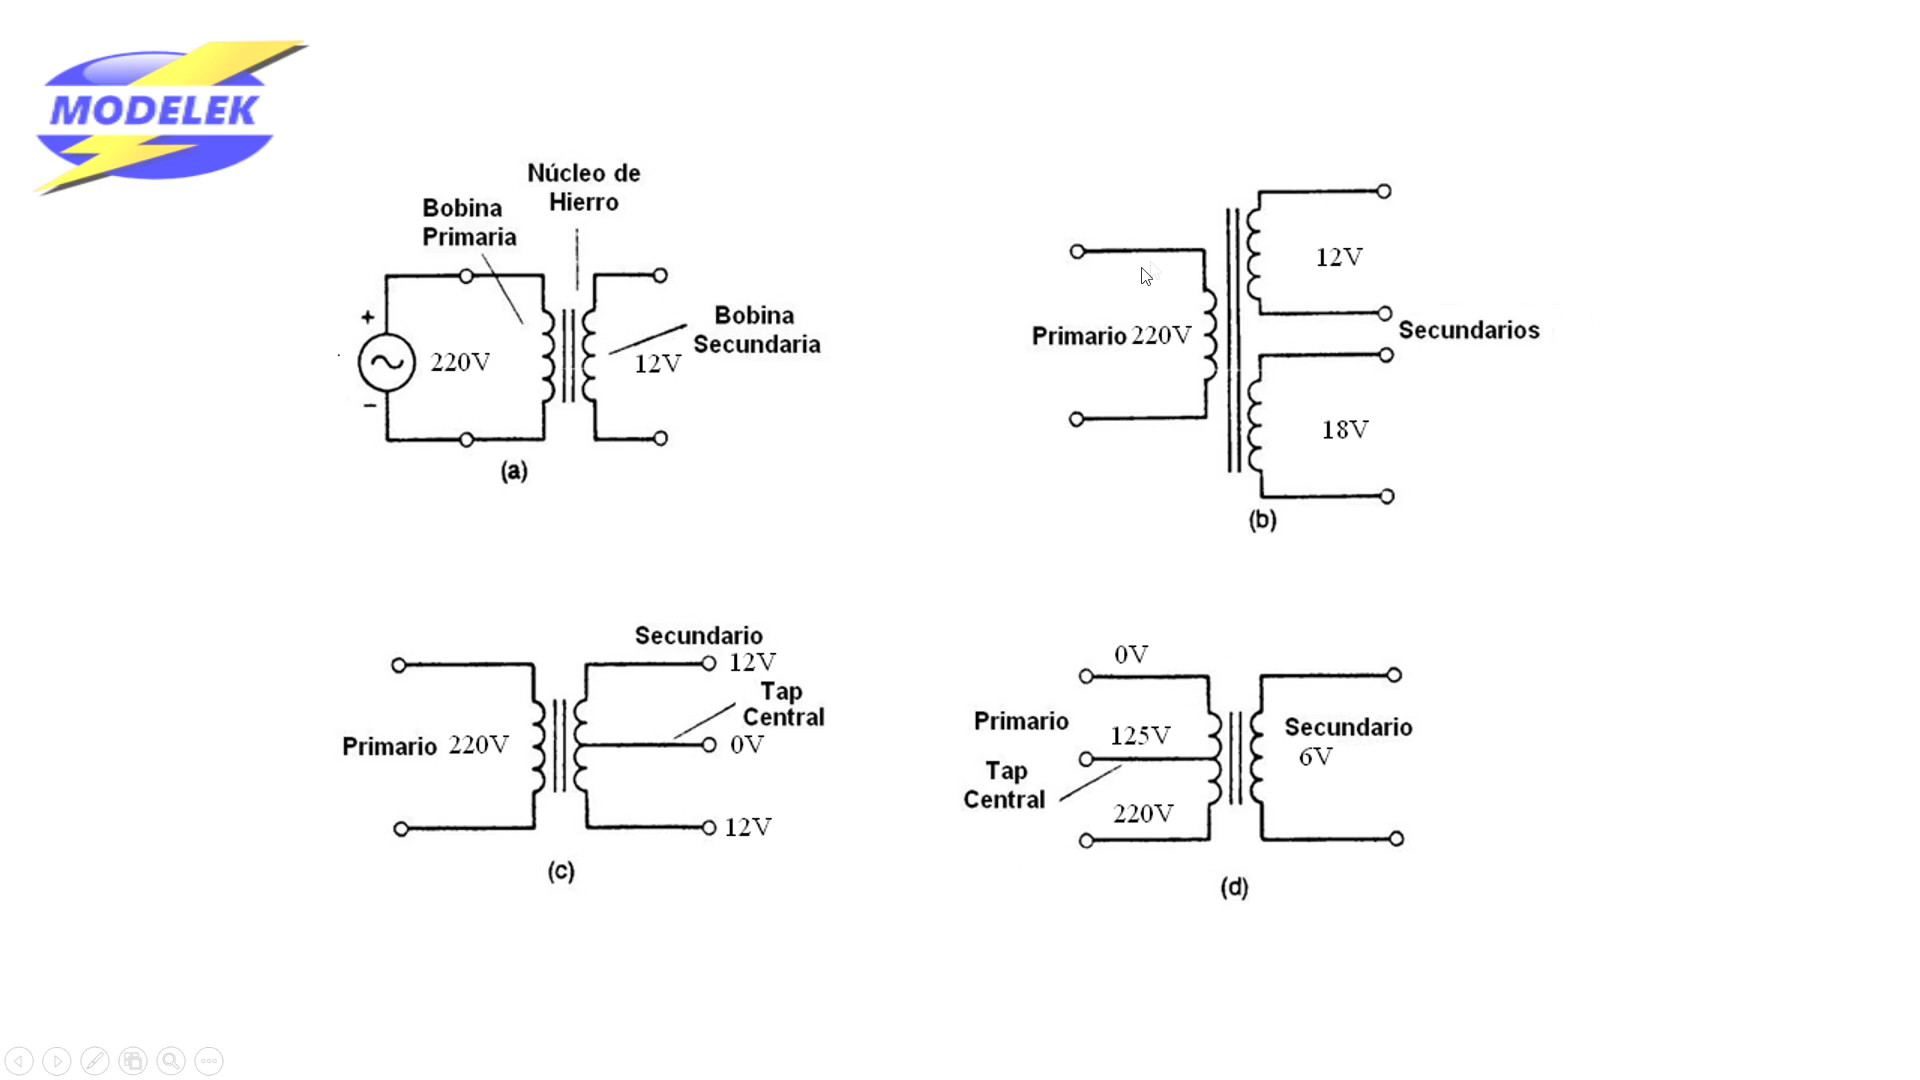 MODELEK
Núcleo de
Hierro
Bobina
Primaria
+
220V
−
Bobina
Secundaria
12V
(a)
12V
Primario 220V
Secundarios
18V
(b)
Secundario
12V
Tap
Central
Primario 220V
0V
12V
(c)
0V
Primario
125V
Tap
Central
220V
Secundario
6V
(d)